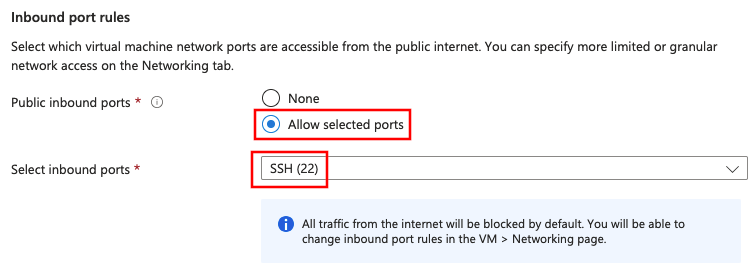 Inbound port rules
Select which virtual machine network ports are accessible from the public internet. You can specify more limited or granular
network access on the Networking tab.
Public inbound ports *
None
Allow selected ports
Select inbound ports *
SSH (22)
All traffic from the internet will be blocked by default. You will be able to
change inbound port rules in the VM > Networking page.